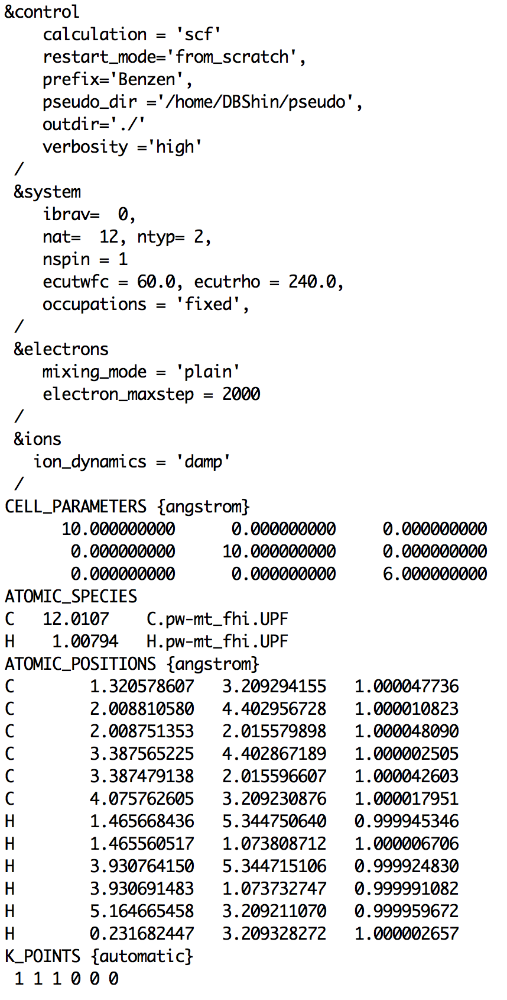 &control
    calculation = 'scf'
    restart_mode='from_scratch',
    prefix='Benzen',
    pseudo_dir ='/home/DBShin/pseudo',
    outdir='./'
    verbosity ='high'
 /
 &system
    ibrav=  0,
    nat=  12, ntyp= 2,
    nspin = 1
    ecutwfc = 60.0, ecutrho = 240.0,
    occupations = 'fixed',
 /
 &electrons
    mixing_mode = 'plain'
    electron_maxstep = 2000
 /
 &ions
   ion_dynamics = 'damp'
 /
CELL_PARAMETERS {angstrom}
      10.000000000      0.000000000     0.000000000
       0.000000000     10.000000000     0.000000000
       0.000000000      0.000000000     6.000000000
ATOMIC_SPECIES
C   12.0107    C.pw-mt_fhi.UPF
H    1.00794   H.pw-mt_fhi.UPF
ATOMIC_POSITIONS {angstrom}
C        1.320578607   3.209294155   1.000047736
C        2.008810580   4.402956728   1.000010823
C        2.008751353   2.015579898   1.000048090
C        3.387565225   4.402867189   1.000002505
C        3.387479138   2.015596607   1.000042603
C        4.075762605   3.209230876   1.000017951
H        1.465668436   5.344750640   0.999945346
H        1.465560517   1.073808712   1.000006706
H        3.930764150   5.344715106   0.999924830
H        3.930691483   1.073732747   0.999991082
H        5.164665458   3.209211070   0.999959672
H        0.231682447   3.209328272   1.000002657
K_POINTS {automatic}
 1 1 1 0 0 0